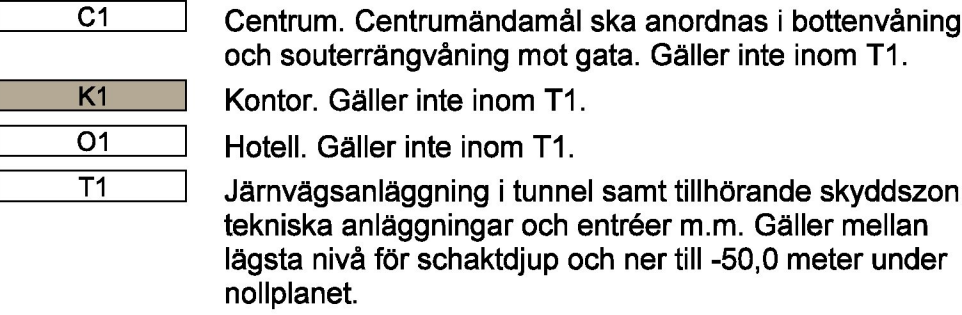 C1 Centrum. Centrumändamål ska anordnas i bottenvåning
och souterrängvåning mot gata. Gäller inte inom T1.
K1 Kontor. Gäller inte inom T1.
O1 Hotell. Gäller inte inom T1.
T1 Järnvägsanläggning i tunnel samt tillhörande skyddszon
tekniska anläggningar och entréer m.m. Gäller mellan
lägsta nivå för schaktdjup och ner till -50,0 meter under
nollplanet.